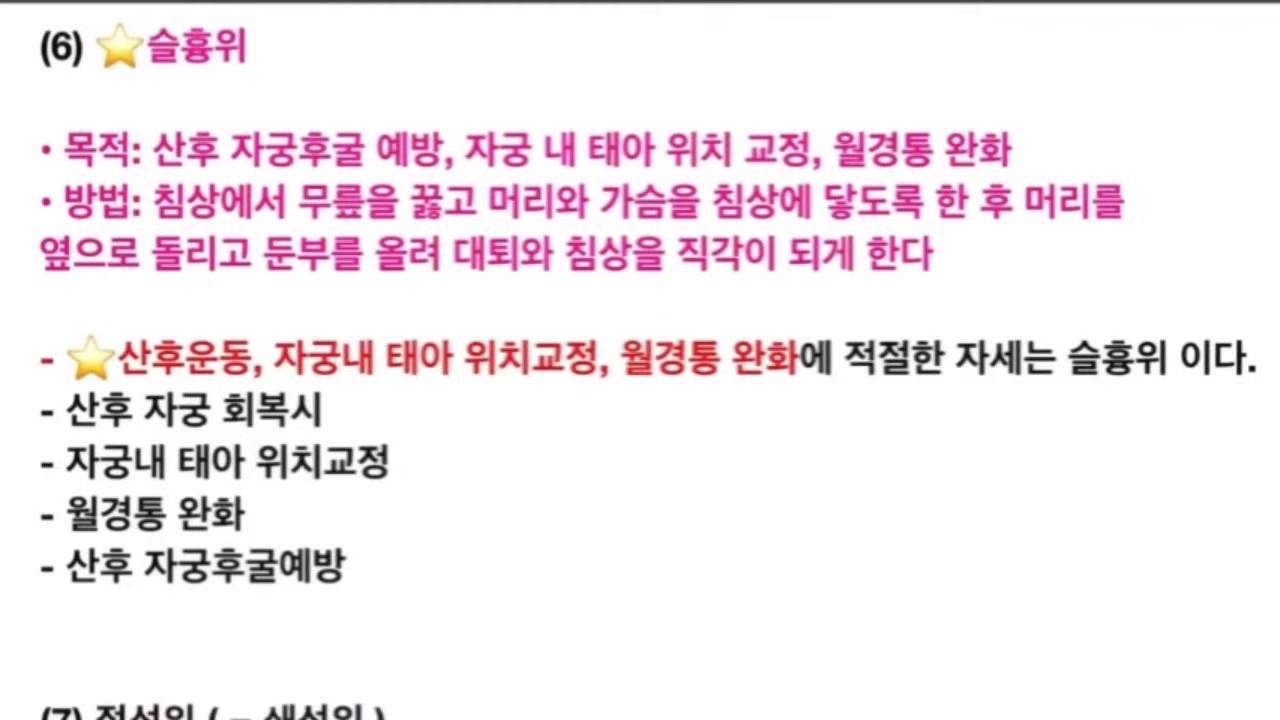 (6) ⭐슬흉위
• 목적: 산후 자궁후굴 예방, 자궁 내 태아 위치 교정, 월경통 완화
• 방법: 침상에서 무릎을 꿇고 머리와 가슴을 침상에 닿도록 한 후 머리를
옆으로 돌리고 둔부를 올려 대퇴와 침상을 직각이 되게 한다
- ⭐산후운동, 자궁내 태아 위치교정, 월경통 완화에 적절한 자세는 슬흉위 이다.
- 산후 자궁 회복시
- 자궁내 태아 위치교정
- 월경통 완화
- 산후 자궁후굴예방
(7)